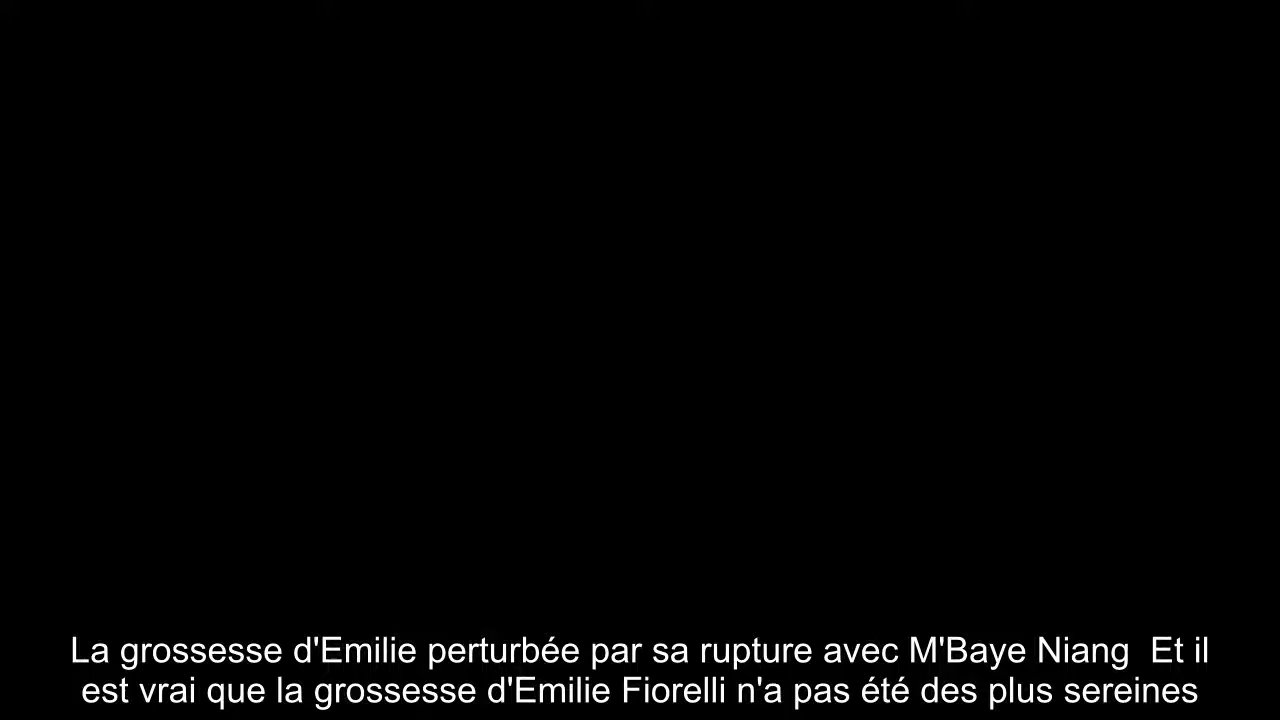 La grossesse d'Emilie perturbée par sa rupture avec M'Baye Niang  Et il
est vrai que la grossesse d'Emilie Fiorelli n'a pas été des plus sereines